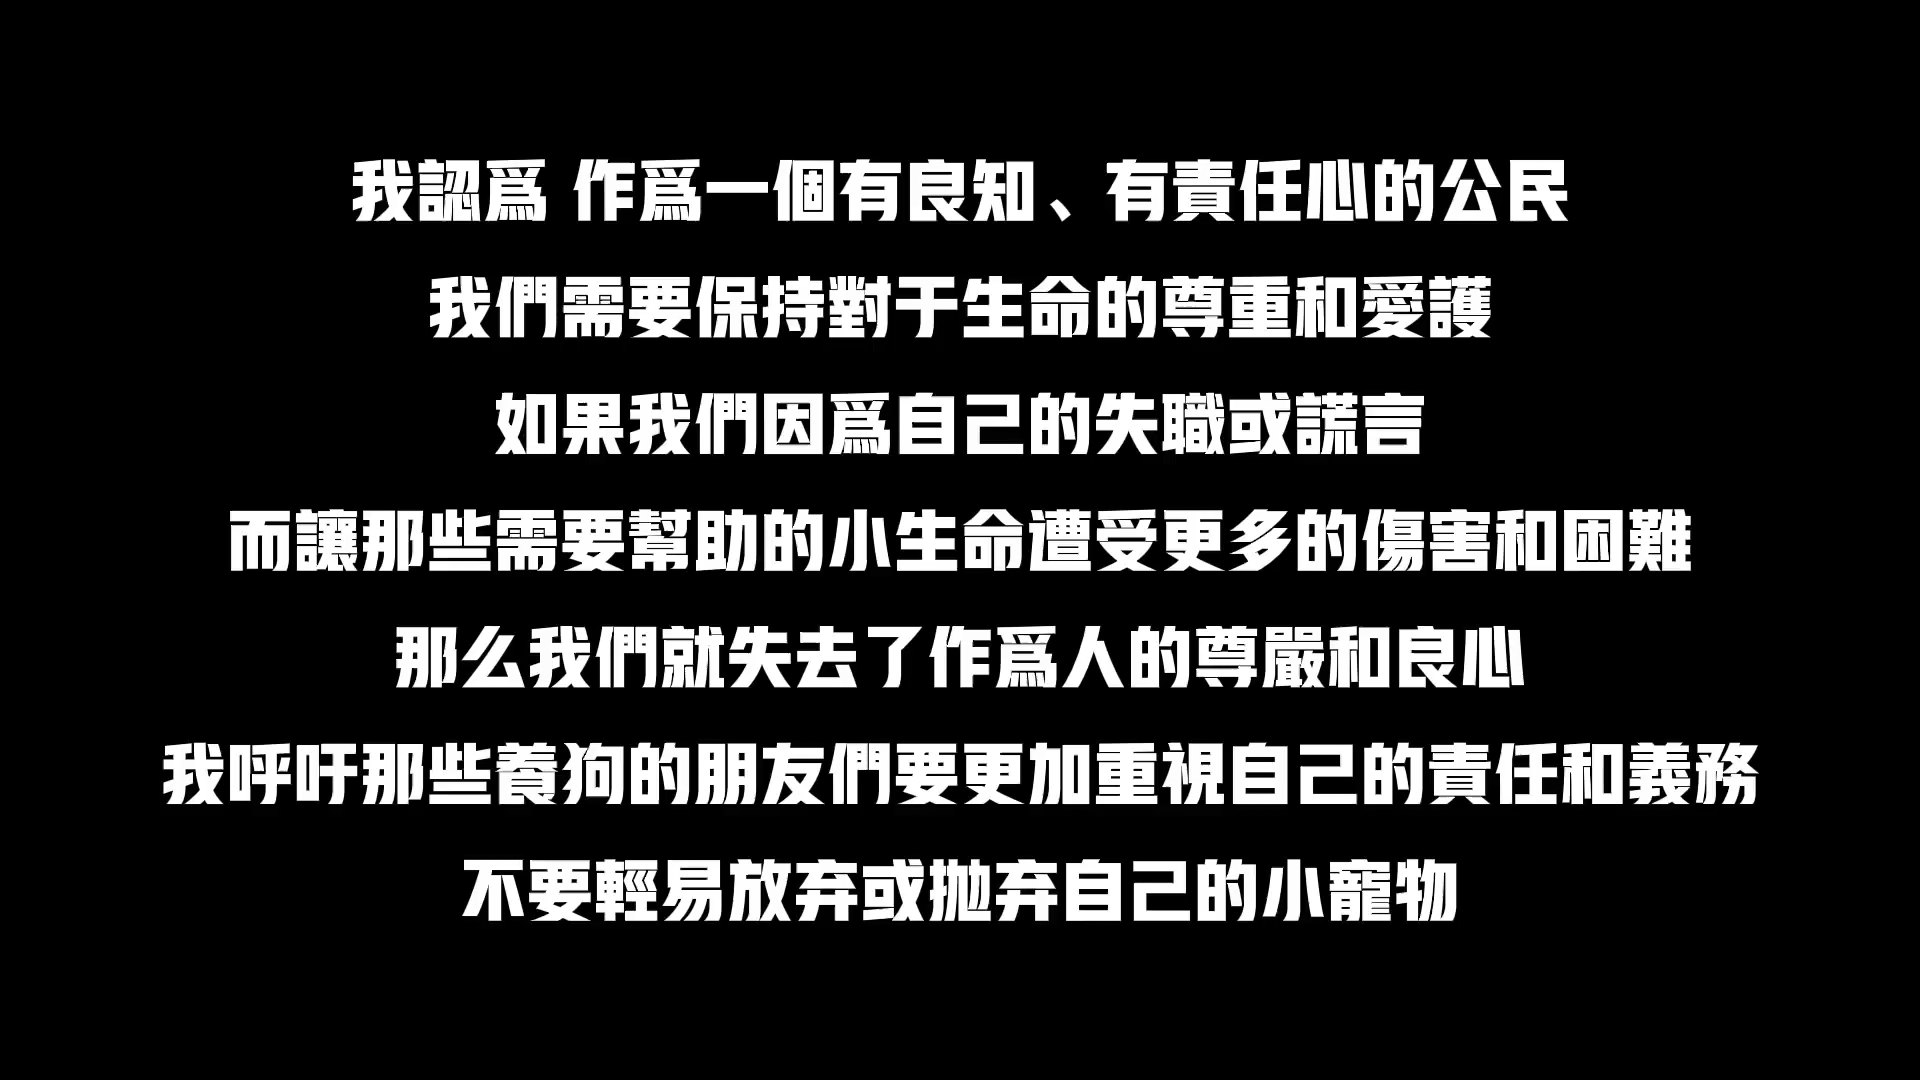 我認爲 作爲一個有良知、有責任心的公民
我們需要保持對于生命的尊重和愛護
如果我們因爲自己的失職或謊言
而讓那些需要幫助的小生命遭受更多的傷害和困難
那么我們就失去了作爲人的尊嚴和良心
我呼吁那些養狗的朋友們要更加重視自己的責任和義務
不要輕易放弃或拋弃自己的小寵物